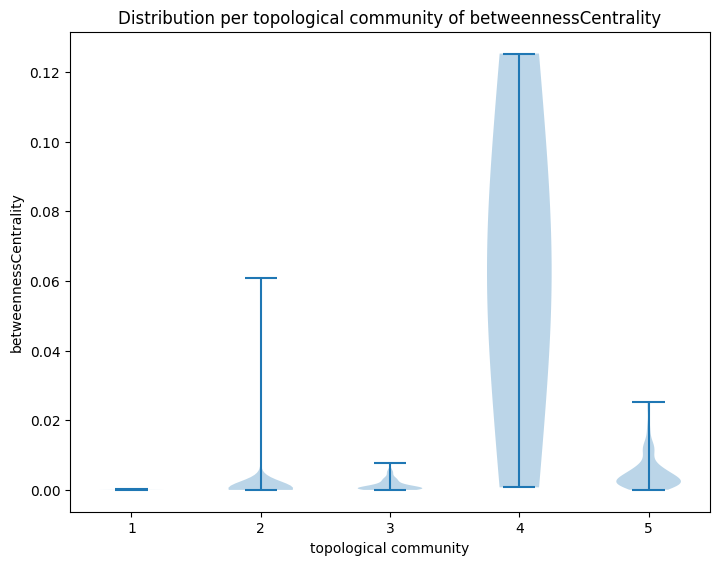 Distribution per topological community of betweennessCentrality
betweennessCentrality
0.12
0.10
0.08
0.06
0.04
0.02
0.00
1 2 3 4 5
topological community